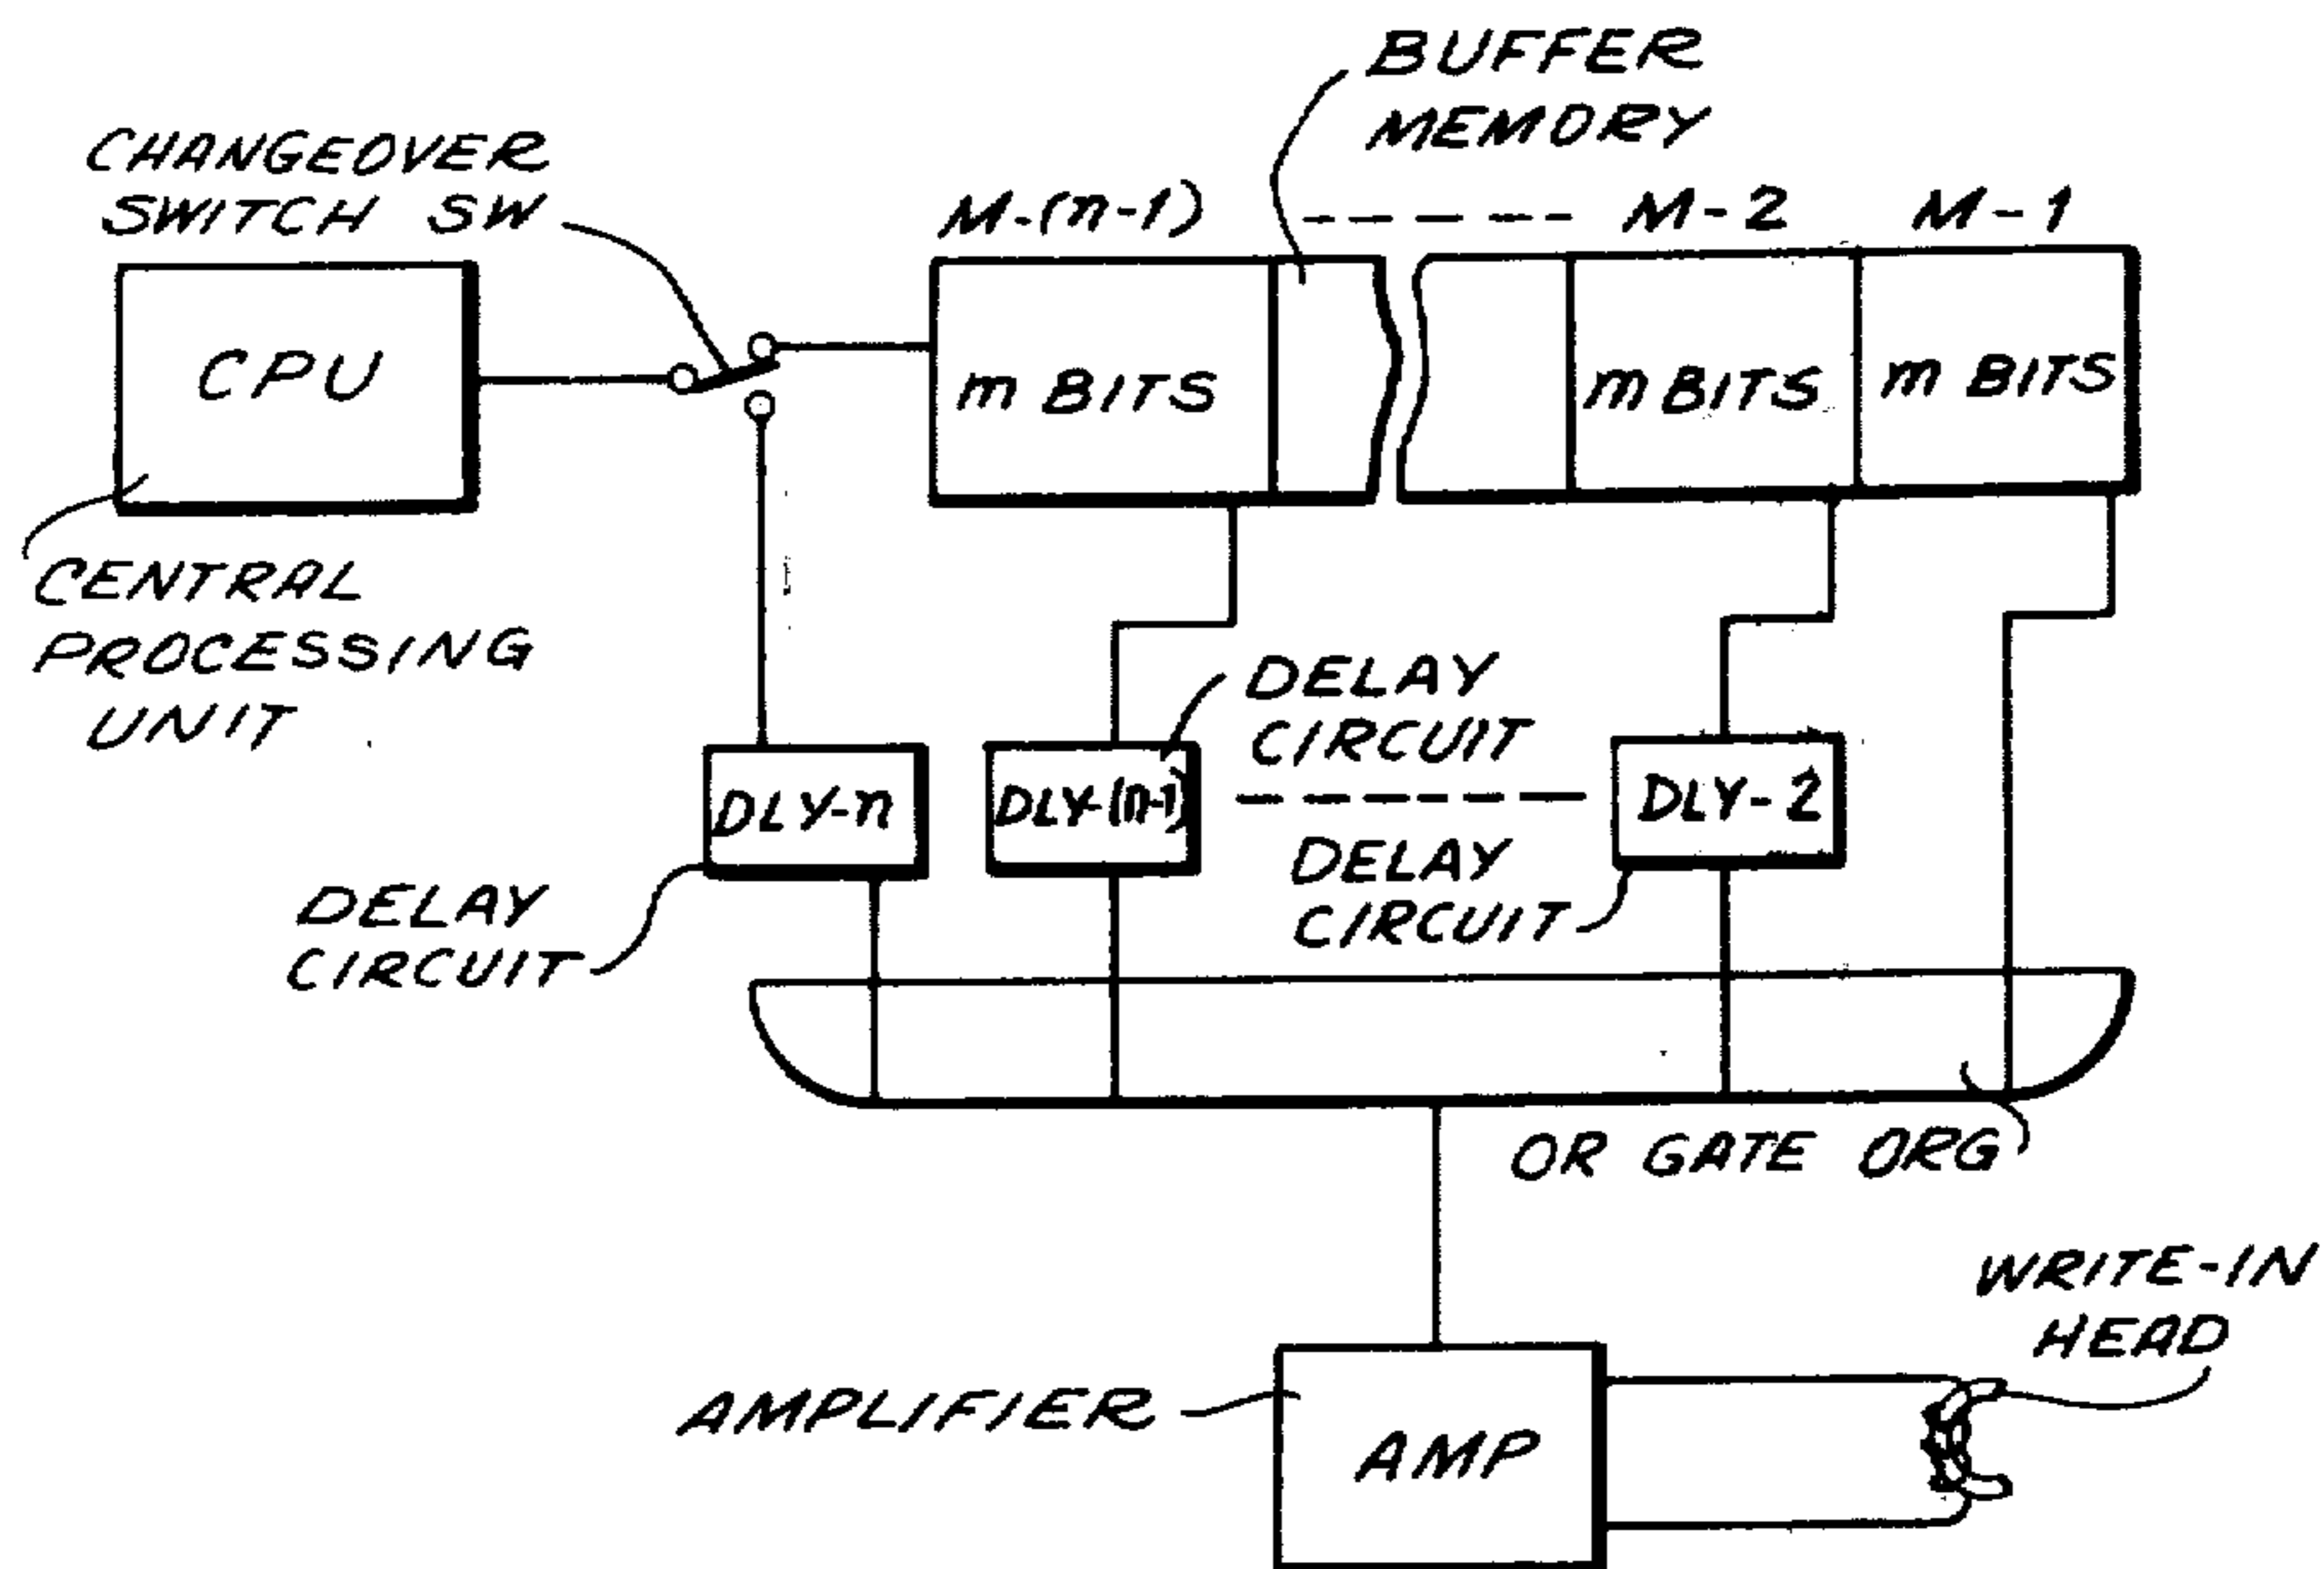 BUFFER
MEMORY
CHANGEOVER
SWITCH SW
M-(n-1) ----- M-2 M-1
CPU
m BITS
m BITS
m BITS
CENTRAL
PROCESSING
UNIT
DELAY
CIRCUIT
DLY-n
DLY-(n-1)
DLY-2
DELAY
CIRCUIT
DELAY
CIRCUIT
OR GATE ORG
WRITE-IN
HEAD
AMPLIFIER
AMP